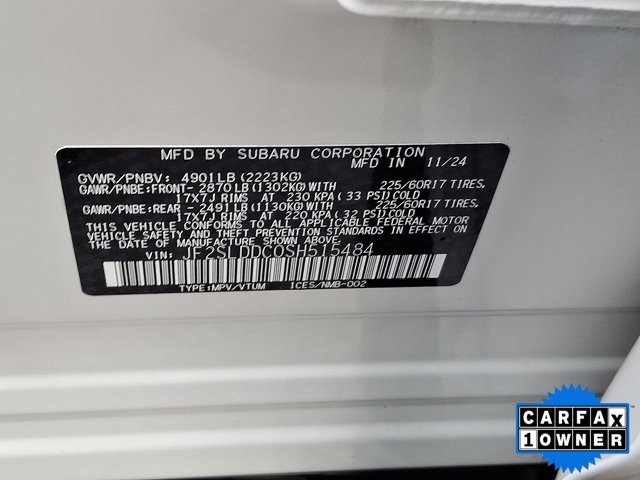 MFD BY SUBARU CORPORATION
MFD IN 11/24
GVWR/PNBV: 4901LB(2223KG)
GAWR/PNBE:FRONT- 2870LB(1302KG)WITH 225/60R17 TIRES,
17X7J RIMS AT 230 KPA (33 PSI)COLD
GAWR/PNBE:REAR - 2491LB(1130KG)WITH 225/60R17 TIRES,
17X7J RIMS AT 220 KPA (32 PSI)COLD
THIS VEHICLE CONFORMS TO ALL APPLICABLE FEDERAL MOTOR
VEHICLE SAFETY AND THEFT PREVENTION STANDARDS IN EFFECT ON
THE DATE OF MANUFACTURE SHOWN ABOVE.
VIN: JF2SLDDC0SH515484
TYPE:MPV/VTUM ICES/NMB-002
CARFAX
1 OWNER